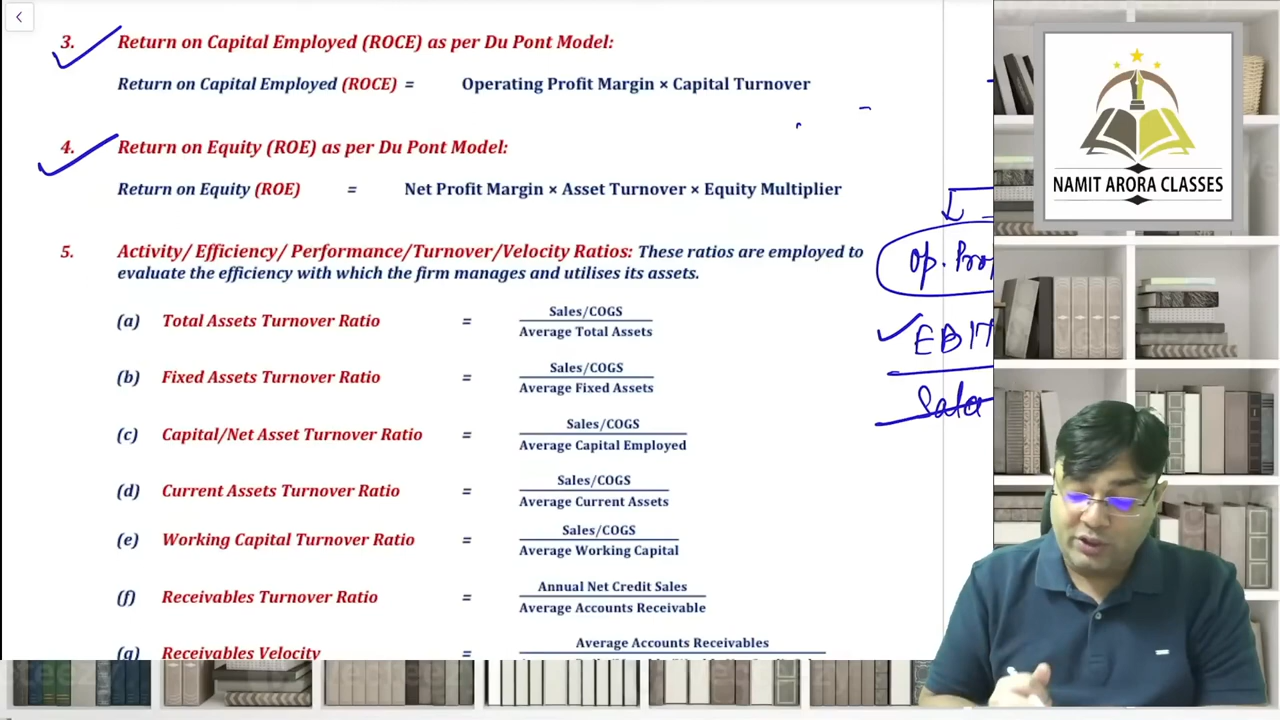 3. Return on Capital Employed (ROCE) as per Du Pont Model:
Return on Capital Employed (ROCE) = Operating Profit Margin × Capital Turnover
4. Return on Equity (ROE) as per Du Pont Model:
Return on Equity (ROE) = Net Profit Margin × Asset Turnover × Equity Multiplier
5. Activity/ Efficiency/ Performance/Turnover/Velocity Ratios: These ratios are employed to
evaluate the efficiency with which the firm manages and utilises its assets.
(a) Total Assets Turnover Ratio = Sales/COGS
Average Total Assets
(b) Fixed Assets Turnover Ratio = Sales/COGS
Average Fixed Assets
(c) Capital/Net Asset Turnover Ratio = Sales/COGS
Average Capital Employed
(d) Current Assets Turnover Ratio = Sales/COGS
Average Current Assets
(e) Working Capital Turnover Ratio = Sales/COGS
Average Working Capital
(f) Receivables Turnover Ratio = Annual Net Credit Sales
Average Accounts Receivable
(g) Receivables Velocity = Average Accounts Receivables
Op. Prof
EBIT
Sales
NAMIT ARORA CLASSES